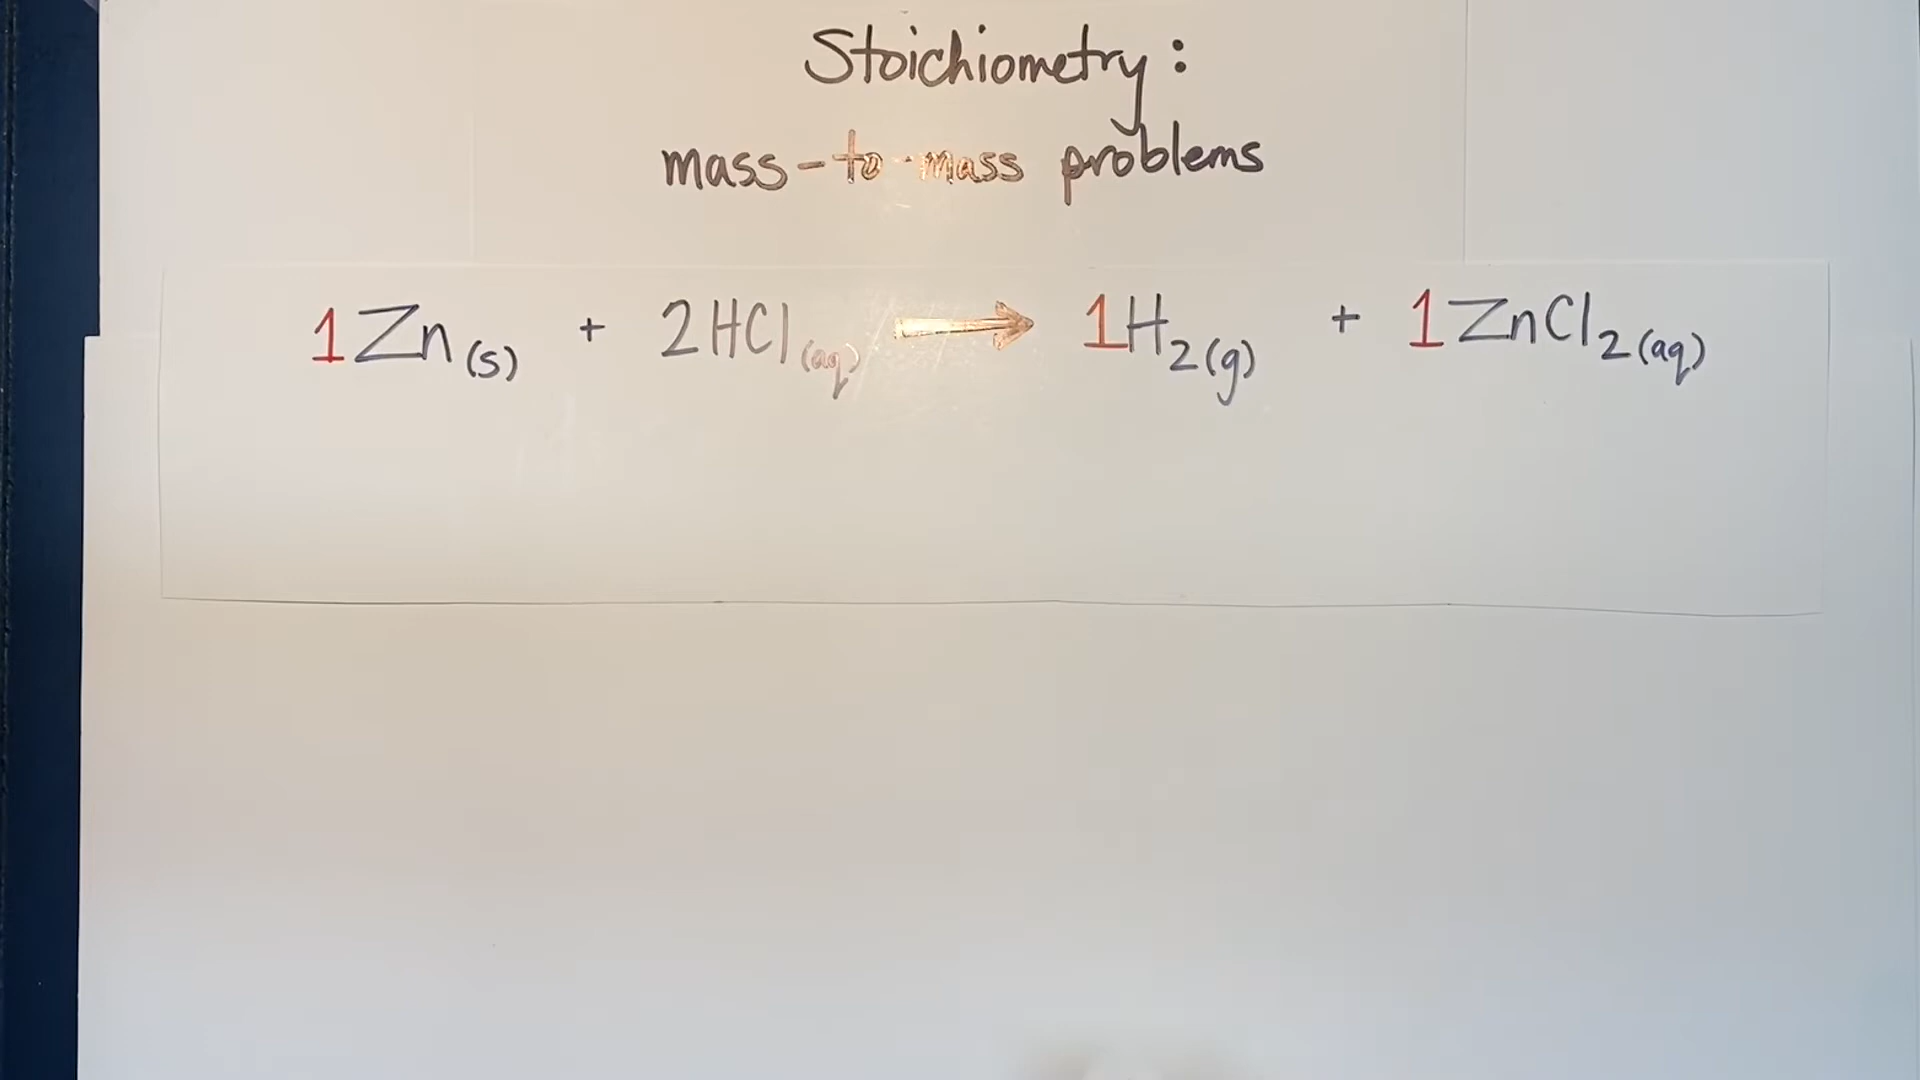 Stoichiometry:
mass-to-mass problems
1Zn(s) + 2HCl(aq) → 1H2(g) + 1ZnCl2(aq)